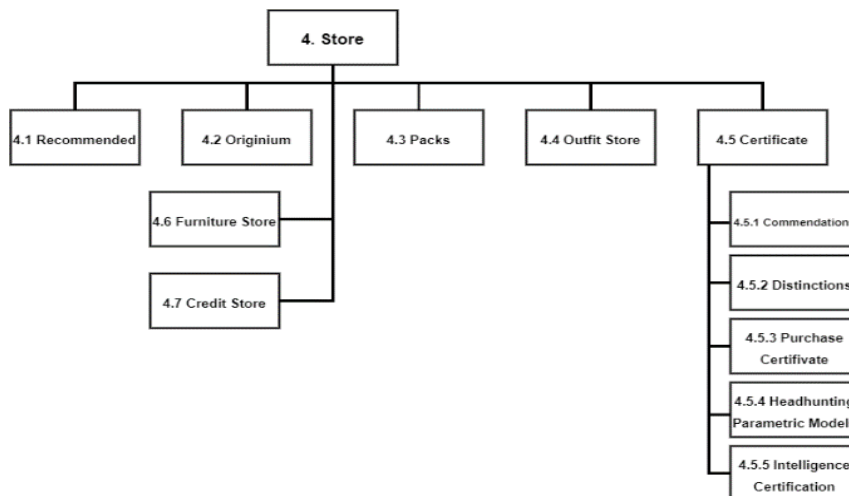 4. Store
4.1 Recommended
4.2 Originium
4.3 Packs
4.4 Outfit Store
4.5 Certificate
4.6 Furniture Store
4.7 Credit Store
4.5.1 Commendation
4.5.2 Distinctions
4.5.3 Purchase
Certifivate
4.5.4 Headhunting
Parametric Model
4.5.5 Intelligence
Certification